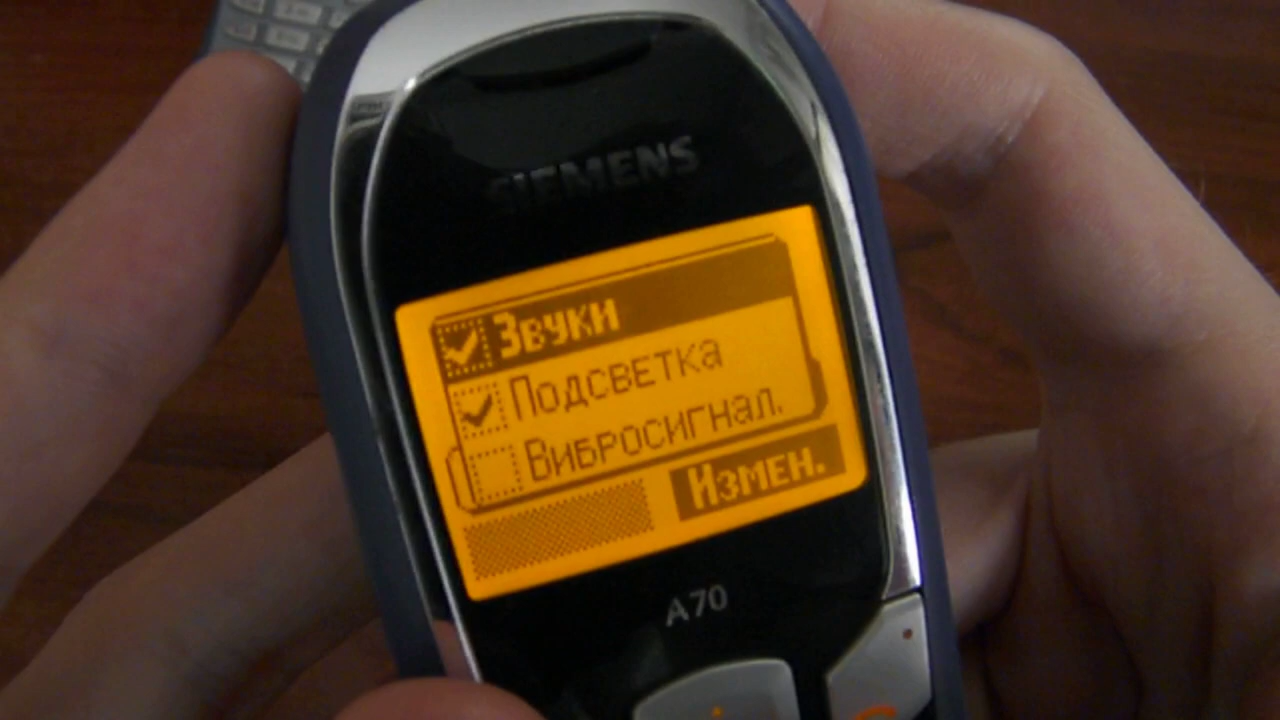 SIEMENS
Звуки
Подсветка
Вибросигнал.
Измен.
A70